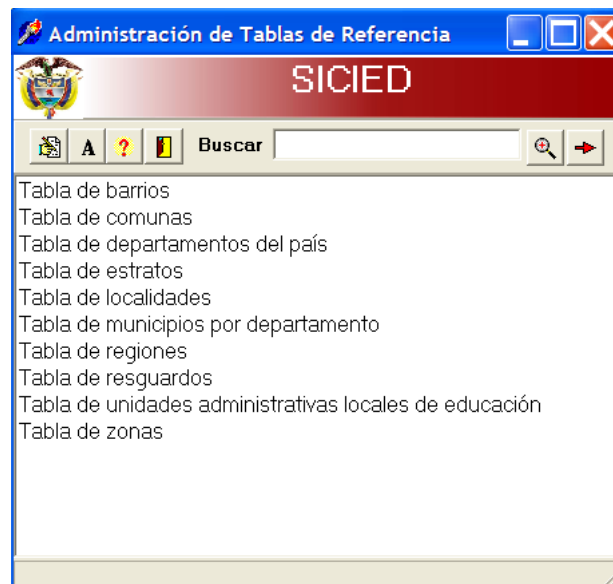 Administración de Tablas de Referencia
SICIED
A ? Buscar
Tabla de barrios
Tabla de comunas
Tabla de departamentos del país
Tabla de estratos
Tabla de localidades
Tabla de municipios por departamento
Tabla de regiones
Tabla de resguardos
Tabla de unidades administrativas locales de educación
Tabla de zonas